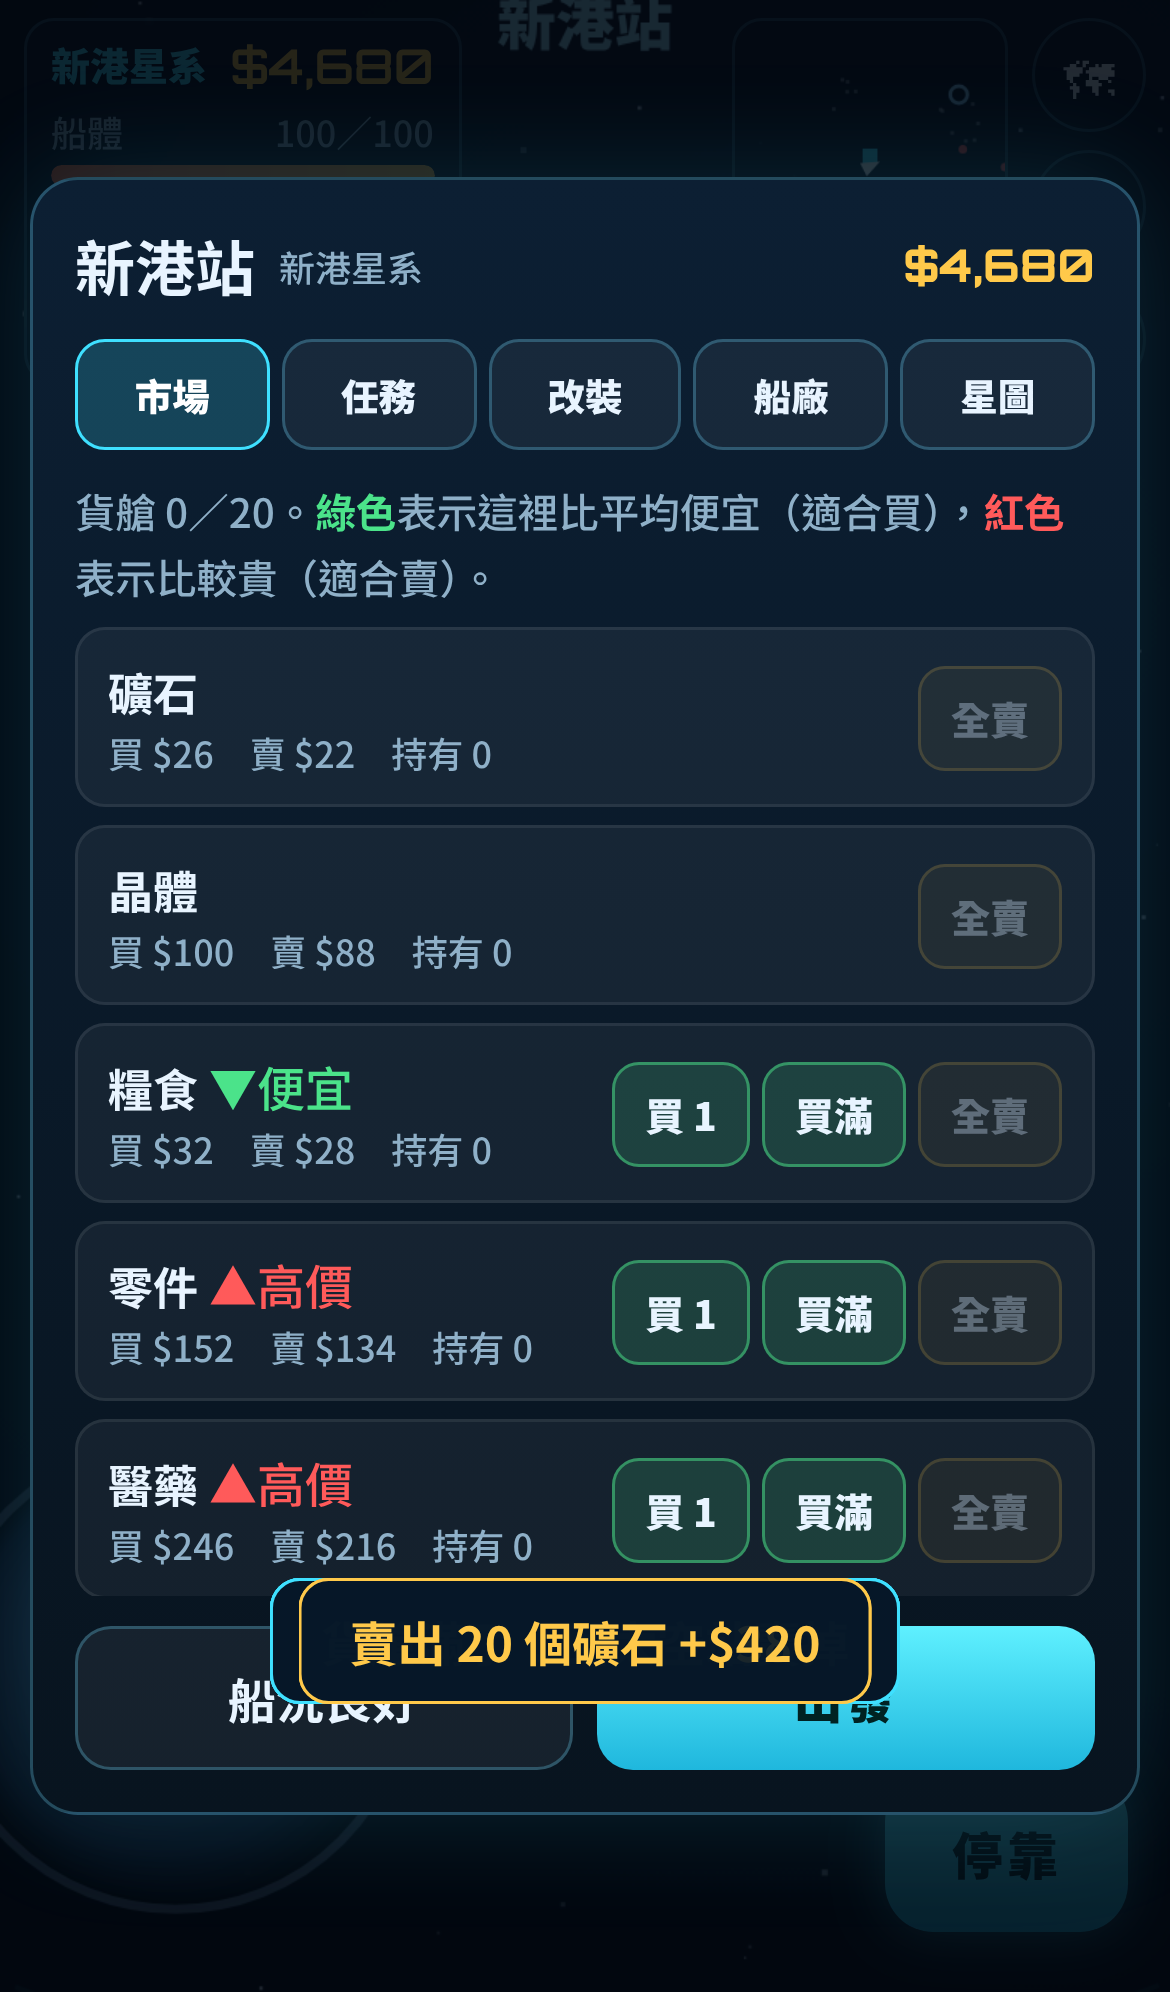 新港站
新港星系 $4,680
船體 100／100
新港站 新港星系 $4,680
市場 任務 改裝 船廠 星圖
貨艙 0／20。綠色表示這裡比平均便宜（適合買），紅色
表示比較貴（適合賣）。
礦石
買 $26 賣 $22 持有 0
全賣
晶體
買 $100 賣 $88 持有 0
全賣
糧食 ▼便宜
買 $32 賣 $28 持有 0
買 1 買滿 全賣
零件 ▲高價
買 $152 賣 $134 持有 0
買 1 買滿 全賣
醫藥 ▲高價
買 $246 賣 $216 持有 0
買 1 買滿 全賣
賣出 20 個礦石 +$420
船況良好 出發
停靠